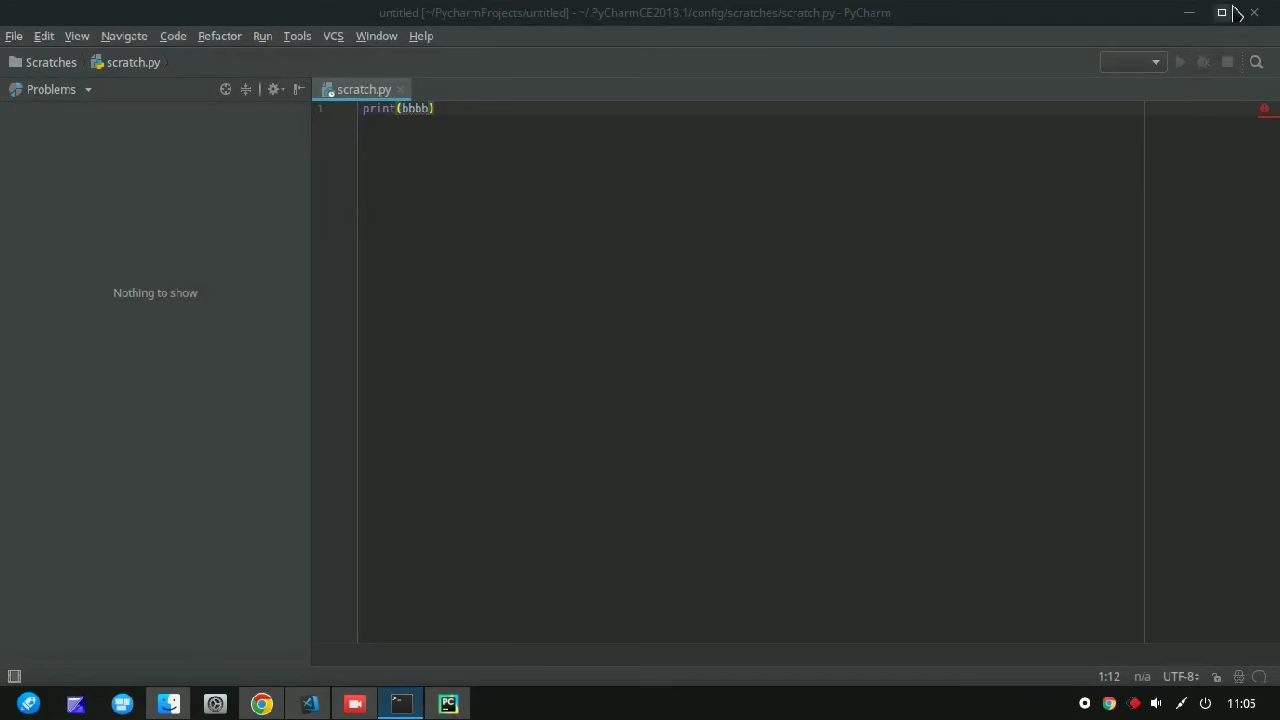 untitled [~/PycharmProjects/untitled] - ~/.PyCharmCE2018.1/config/scratches/scratch.py - PyCharm
File Edit View Navigate Code Refactor Run Tools VCS Window Help
Scratches scratch.py
Problems scratch.py
1 print(bbbb)
Nothing to show
1:12 n/a UTF-8
PC 11:05